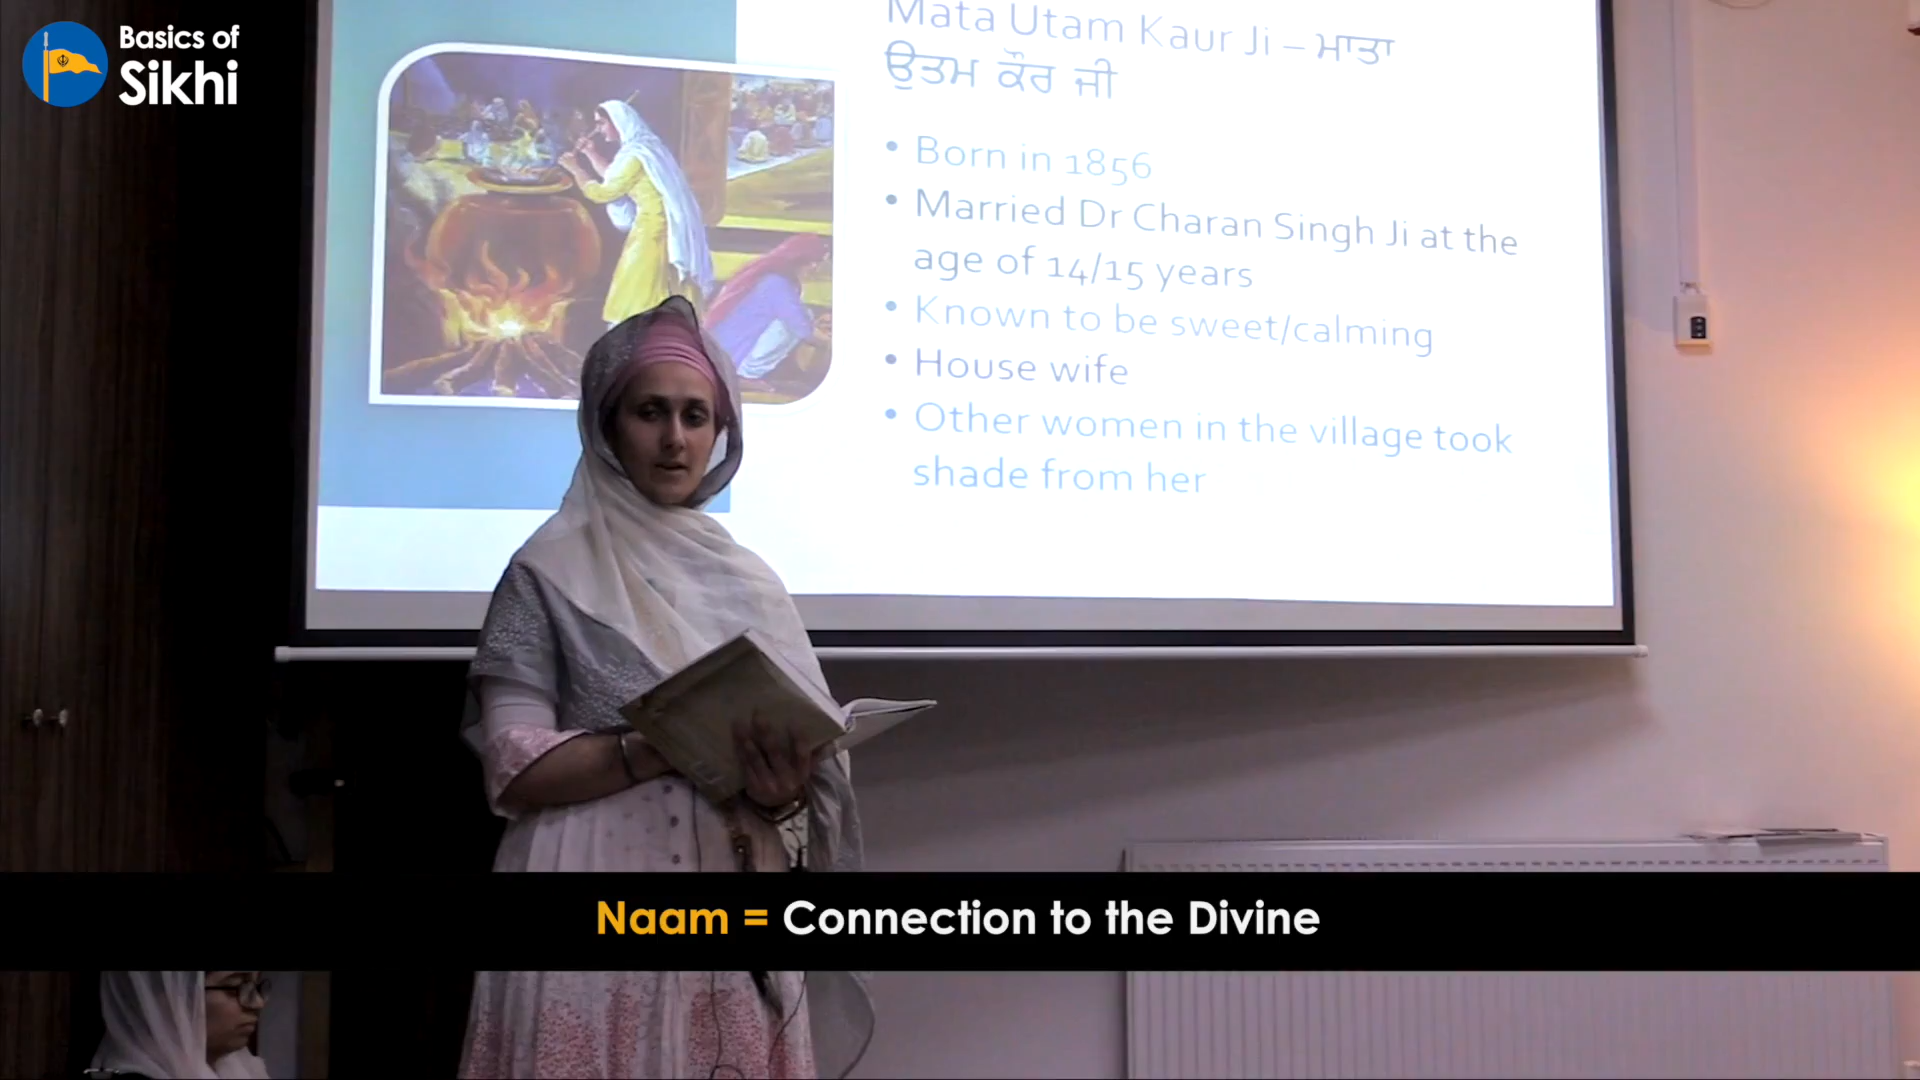 Basics of
Sikhi
Mata Utam Kaur Ji – ਮਾਤਾ
ਉਤਮ ਕੌਰ ਜੀ
• Born in 1856
• Married Dr Charan Singh Ji at the
age of 14/15 years
• Known to be sweet/calming
• House wife
• Other women in the village took
shade from her
Naam = Connection to the Divine